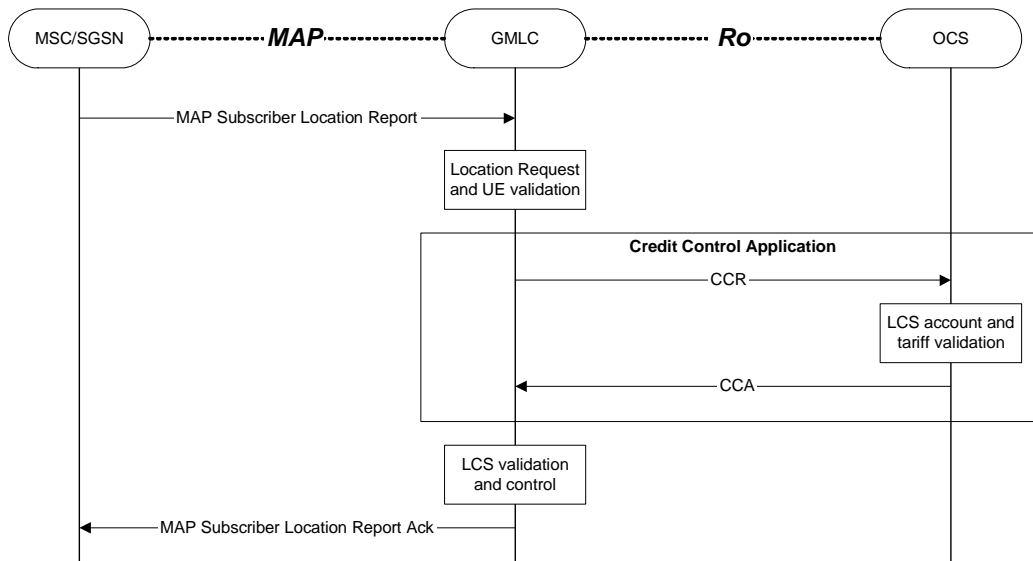 MSC/SGSN MAP GMLC Ro OCS
MAP Subscriber Location Report
Location Request
and UE validation
Credit Control Application
CCR
LCS account and
tariff validation
CCA
LCS validation
and control
MAP Subscriber Location Report Ack